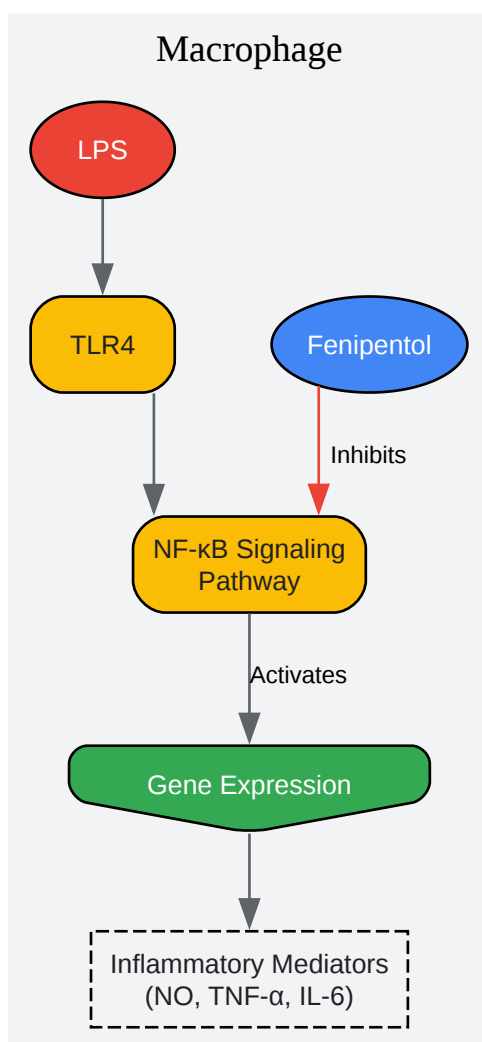 Macrophage
LPS
TLR4
Fenipentol
Inhibits
NF-κB Signaling
Pathway
Activates
Gene Expression
Inflammatory Mediators
(NO, TNF-α, IL-6)